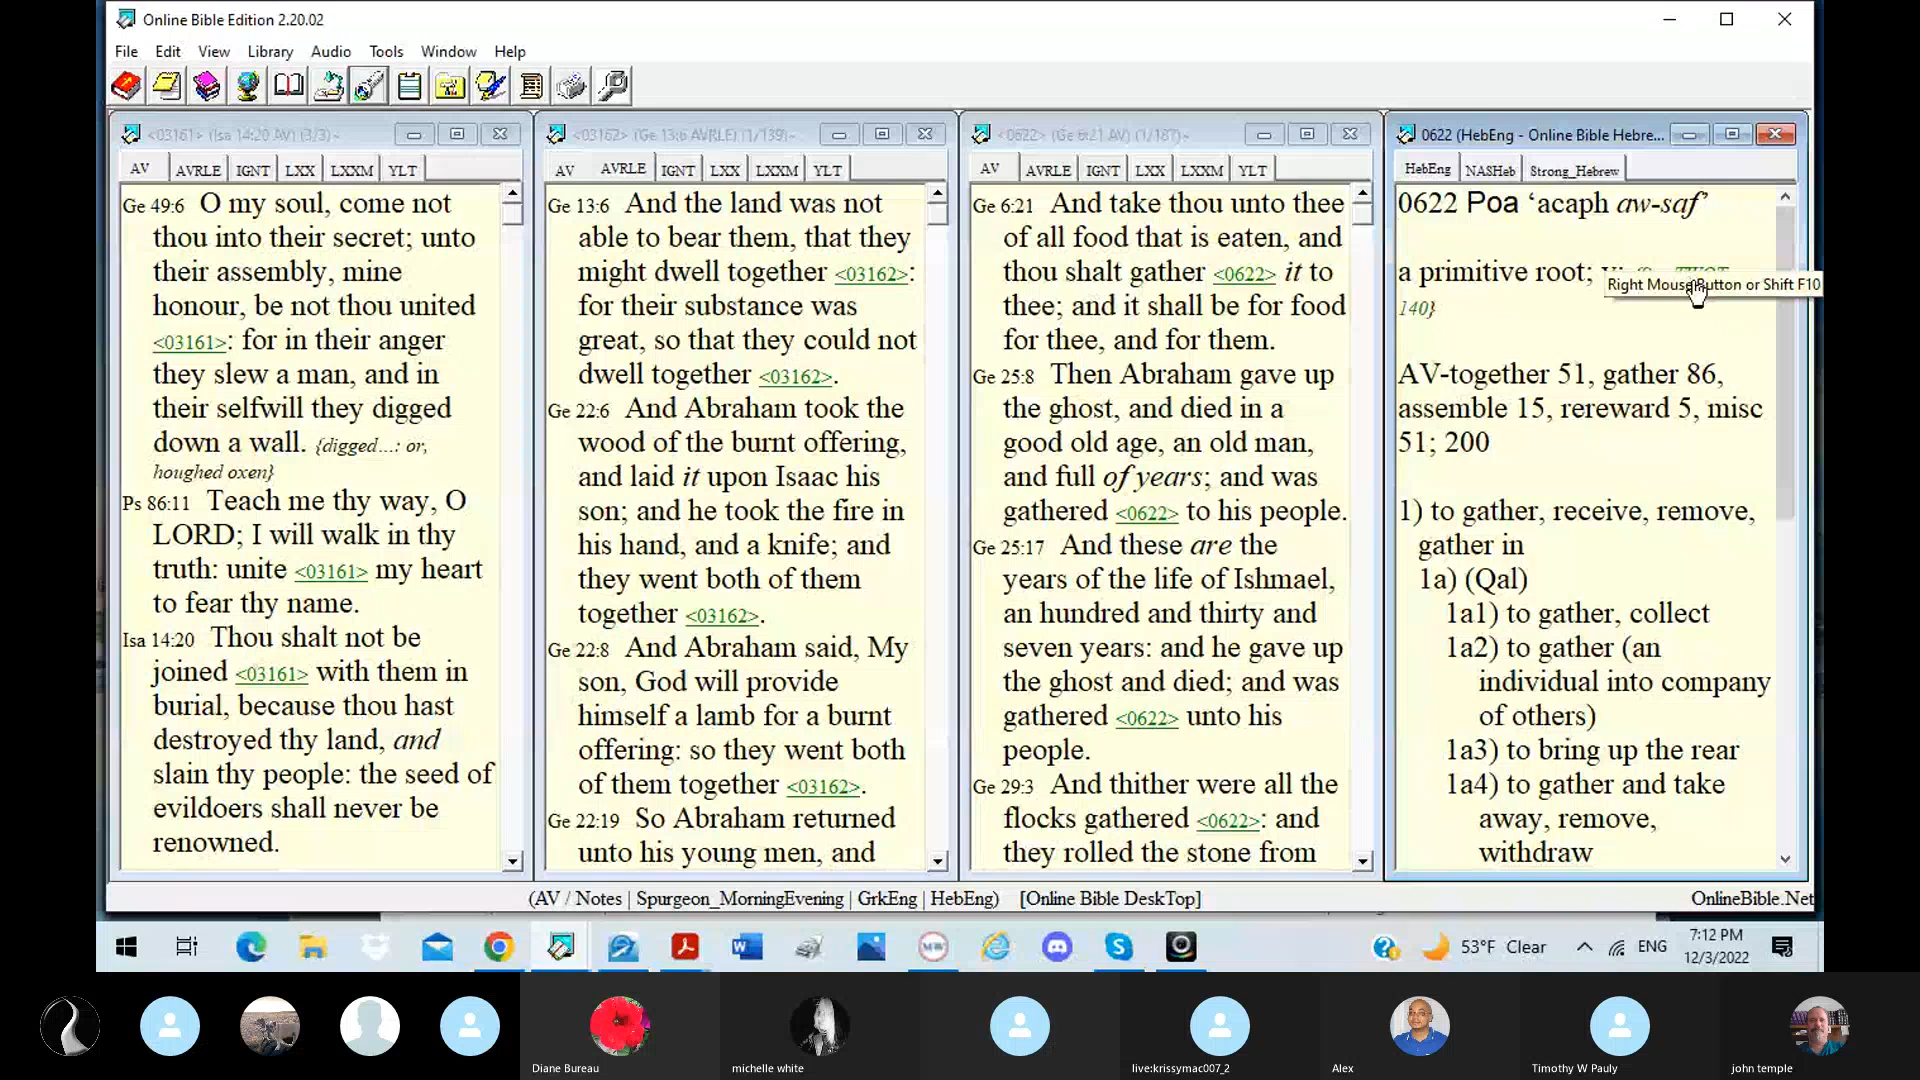 Online Bible Edition 2.20.02
File Edit View Library Audio Tools Window Help
<03161> (Isa 14:20 AV) (3/3)~
AV AVRLE IGNT LXX LXXM YLT
Ge 49:6 O my soul, come not
thou into their secret; unto
their assembly, mine
honour, be not thou united
<03161>: for in their anger
they slew a man, and in
their selfwill they digged
down a wall. {digged...: or,
houghed oxen}
Ps 86:11 Teach me thy way, O
LORD; I will walk in thy
truth: unite <03161> my heart
to fear thy name.
Isa 14:20 Thou shalt not be
joined <03161> with them in
burial, because thou hast
destroyed thy land, and
slain thy people: the seed of
evildoers shall never be
renowned.
<03162> (Ge 13:6 AVRLE) (1/139)~
AV AVRLE IGNT LXX LXXM YLT
Ge 13:6 And the land was not
able to bear them, that they
might dwell together <03162>:
for their substance was
great, so that they could not
dwell together <03162>.
Ge 22:6 And Abraham took the
wood of the burnt offering,
and laid it upon Isaac his
son; and he took the fire in
his hand, and a knife; and
they went both of them
together <03162>.
Ge 22:8 And Abraham said, My
son, God will provide
himself a lamb for a burnt
offering: so they went both
of them together <03162>.
Ge 22:19 So Abraham returned
unto his young men, and
<0622> (Ge 6:21 AV) (1/187)~
AV AVRLE IGNT LXX LXXM YLT
Ge 6:21 And take thou unto thee
of all food that is eaten, and
thou shalt gather <0622> it to
thee; and it shall be for food
for thee, and for them.
Ge 25:8 Then Abraham gave up
the ghost, and died in a
good old age, an old man,
and full of years; and was
gathered <0622> to his people.
Ge 25:17 And these are the
years of the life of Ishmael,
an hundred and thirty and
seven years: and he gave up
the ghost and died; and was
gathered <0622> unto his
people.
Ge 29:3 And thither were all the
flocks gathered <0622>: and
they rolled the stone from
0622 (HebEng - Online Bible Hebre...
HebEng NASHeb Strong_Hebrew
0622 Poa ‘acaph aw-saf’
a primitive root;
Right Mouse Button or Shift F10
140}
AV-together 51, gather 86,
assemble 15, rereward 5, misc
51; 200
1) to gather, receive, remove,
gather in
1a) (Qal)
1a1) to gather, collect
1a2) to gather (an
individual into company
of others)
1a3) to bring up the rear
1a4) to gather and take
away, remove,
withdraw
(AV / Notes | Spurgeon_MorningEvening | GrkEng | HebEng) [Online Bible DeskTop] OnlineBible.Net
53°F Clear ENG 7:12 PM
12/3/2022
Diane Bureau michelle white live:krissymac007_2 Alex Timothy W Pauly john temple